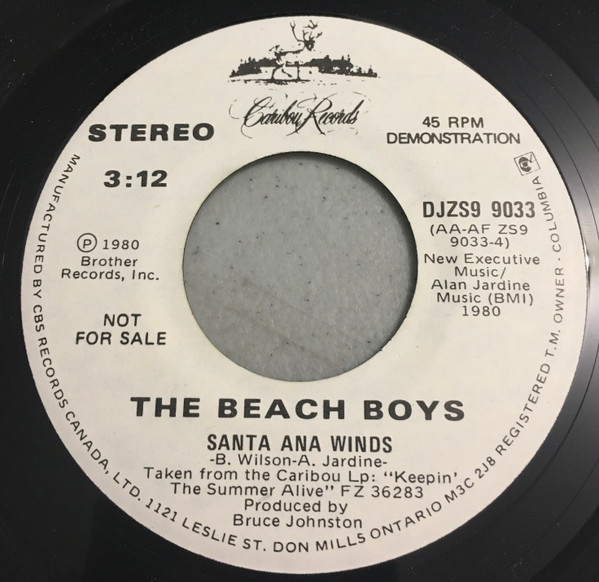 Caribou Records
STEREO
45 RPM
DEMONSTRATION
3:12
DJZS9 9033
(AA-AF ZS9
9033-4)
New Executive
Music/
Alan Jardine
Music (BMI)
1980
Ⓟ 1980
Brother
Records, Inc.
NOT
FOR SALE
THE BEACH BOYS
SANTA ANA WINDS
-B. Wilson-A. Jardine-
Taken from the Caribou Lp: "Keepin'
The Summer Alive" FZ 36283
Produced by
Bruce Johnston
MANUFACTURED BY CBS RECORDS CANADA, LTD. 1121 LESLIE ST. DON MILLS ONTARIO M3C 2J8 REGISTERED T.M. OWNER · COLUMBIA